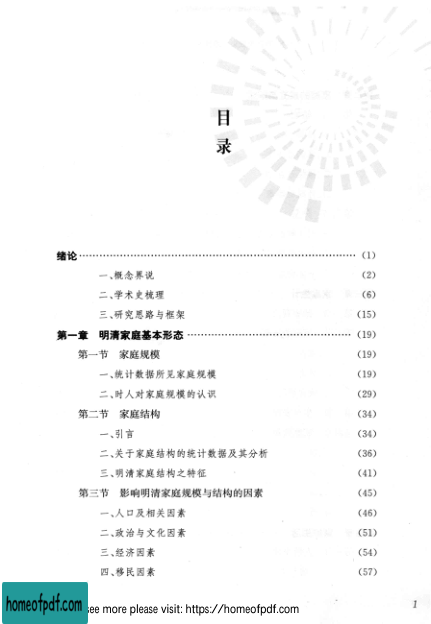 目
录
绪论 (1)
一、概念界说 (2)
二、学术史梳理 (6)
三、研究思路与框架 (15)
第一章 明清家庭基本形态 (19)
第一节 家庭规模 (19)
一、统计数据所见家庭规模 (19)
二、时人对家庭规模的认识 (29)
第二节 家庭结构 (34)
一、引言 (34)
二、关于家庭结构的统计数据及其分析 (36)
三、明清家庭结构之特征 (41)
第三节 影响明清家庭规模与结构的因素 (45)
一、人口及相关因素 (46)
二、政治与文化因素 (51)
三、经济因素 (54)
四、移民因素 (57)
1
homeofpdf.com
see more please visit: https://homeofpdf.com